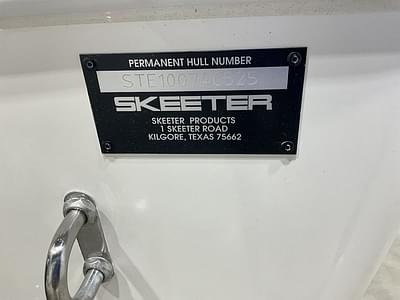 PERMANENT HULL NUMBER
SKEETER
SKEETER PRODUCTS
1 SKEETER ROAD
KILGORE, TEXAS 75662